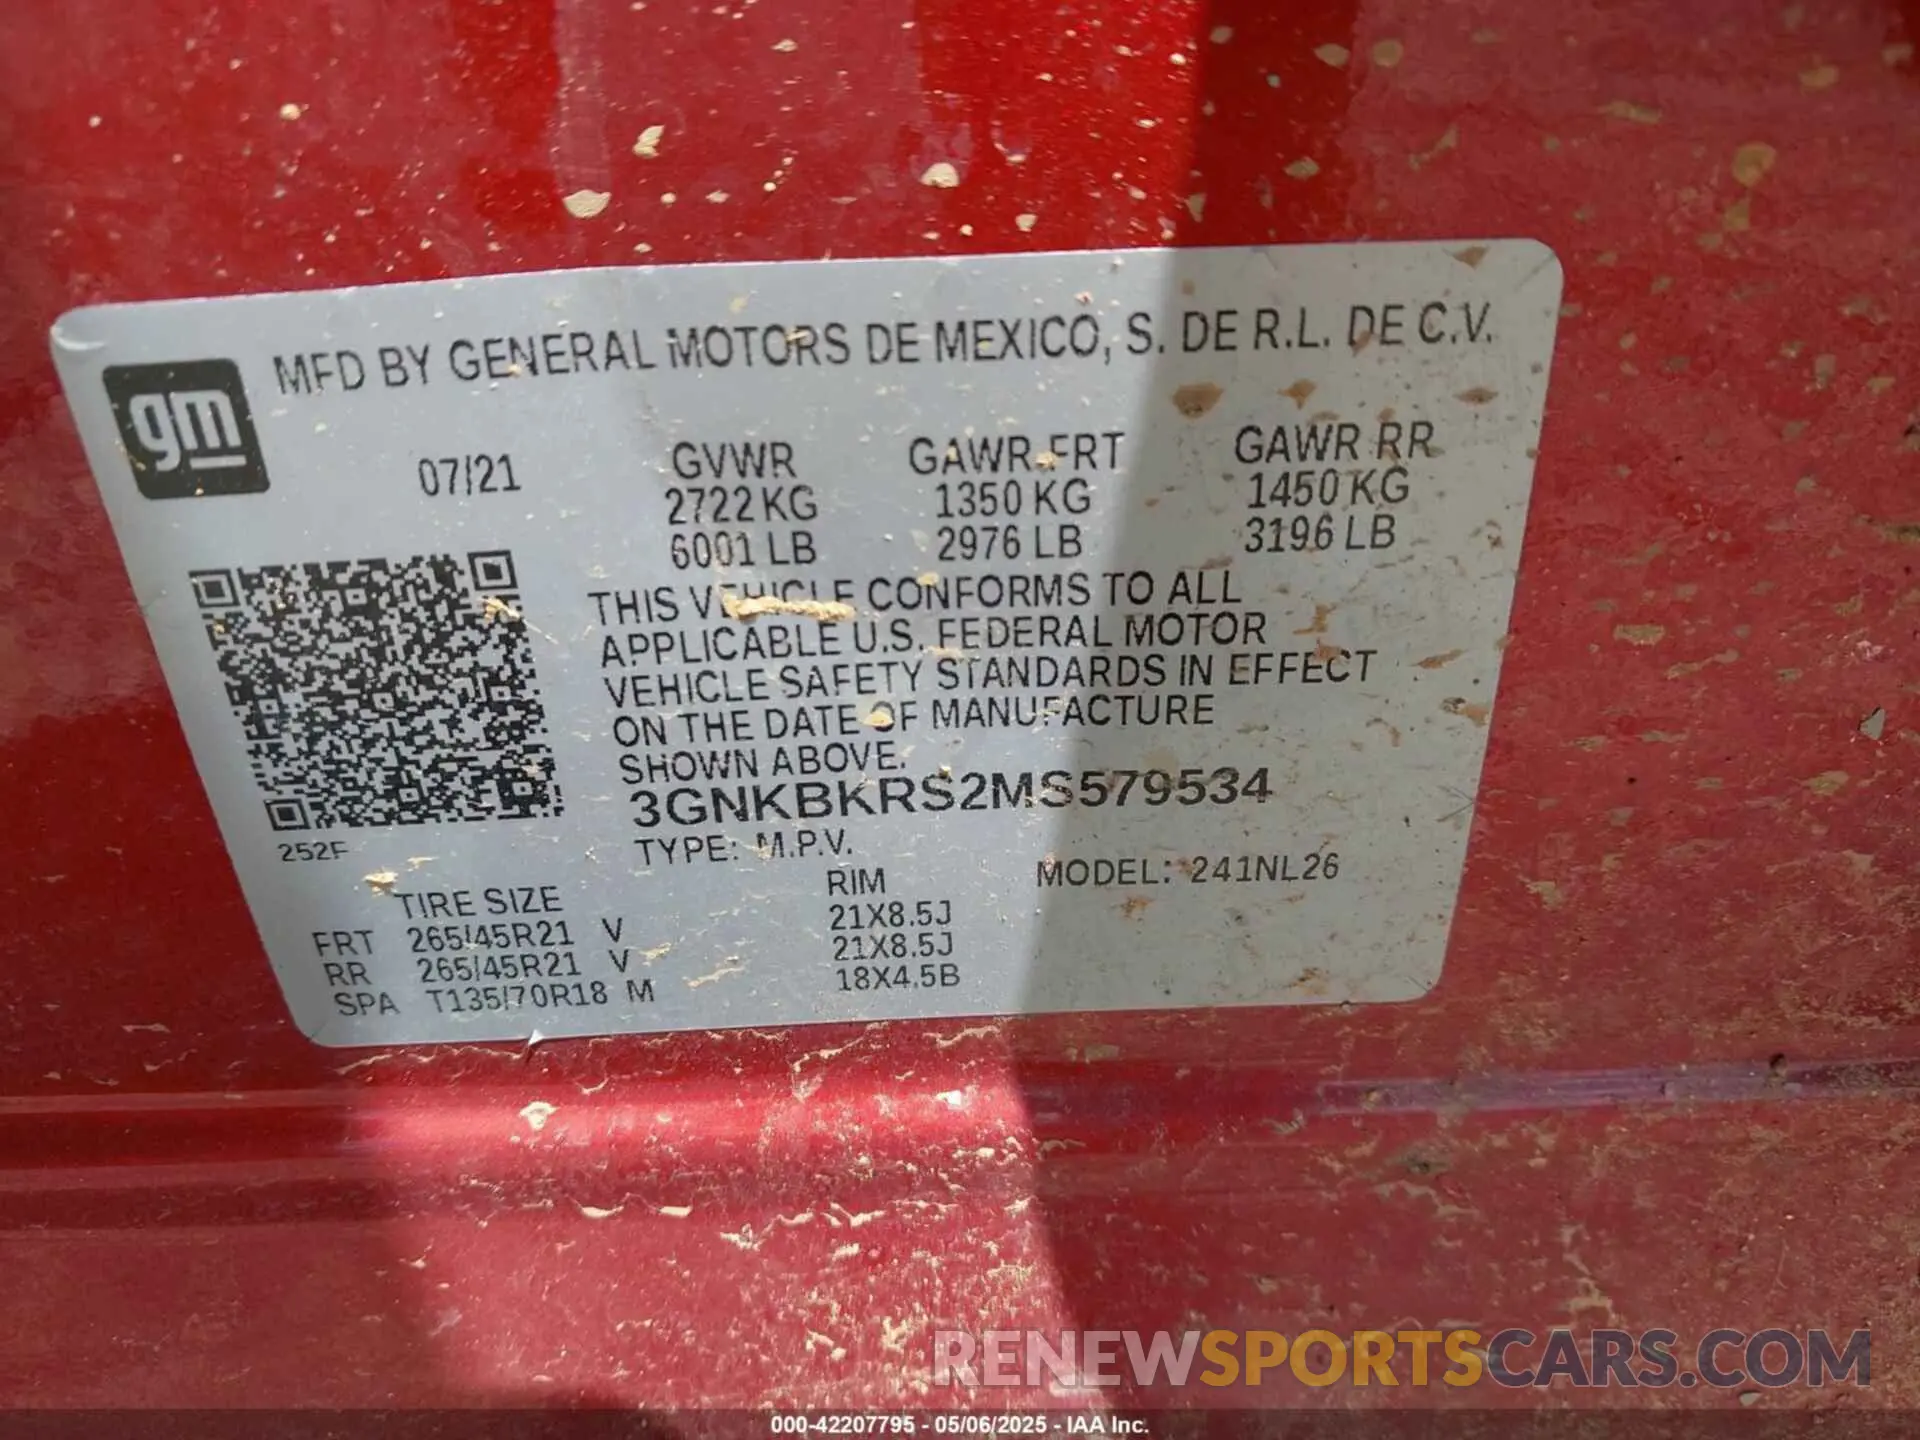 MFD BY GENERAL MOTORS DE MEXICO, S. DE R.L. DE C.V.
gm
07/21
GVWR GAWR FRT GAWR RR
2722 KG 1350 KG 1450 KG
6001 LB 2976 LB 3196 LB
THIS VEHICLE CONFORMS TO ALL
APPLICABLE U.S. FEDERAL MOTOR
VEHICLE SAFETY STANDARDS IN EFFECT
ON THE DATE OF MANUFACTURE
SHOWN ABOVE.
3GNKBKRS2MS579534
252F
TYPE: M.P.V.
MODEL: 241NL26
TIRE SIZE RIM
FRT 265/45R21 V 21X8.5J
RR 265/45R21 V 21X8.5J
SPA T135/70R18 M 18X4.5B
RENEWSPORTSCARS.COM
000-42207795 - 05/06/2025 - IAA Inc.